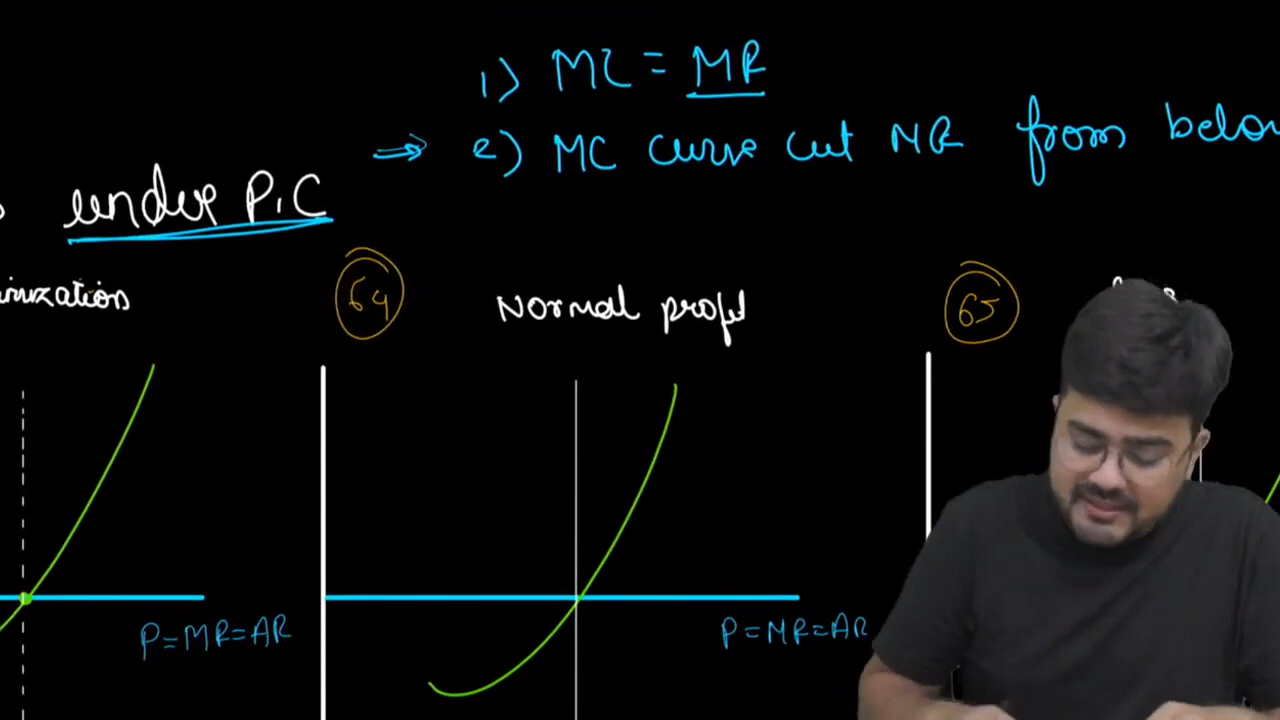 1) MC = MR
⇒ 2) MC curve cut MR from below
under P.C
64 Normal profit
65
P=MR=AR
P=MR=AR